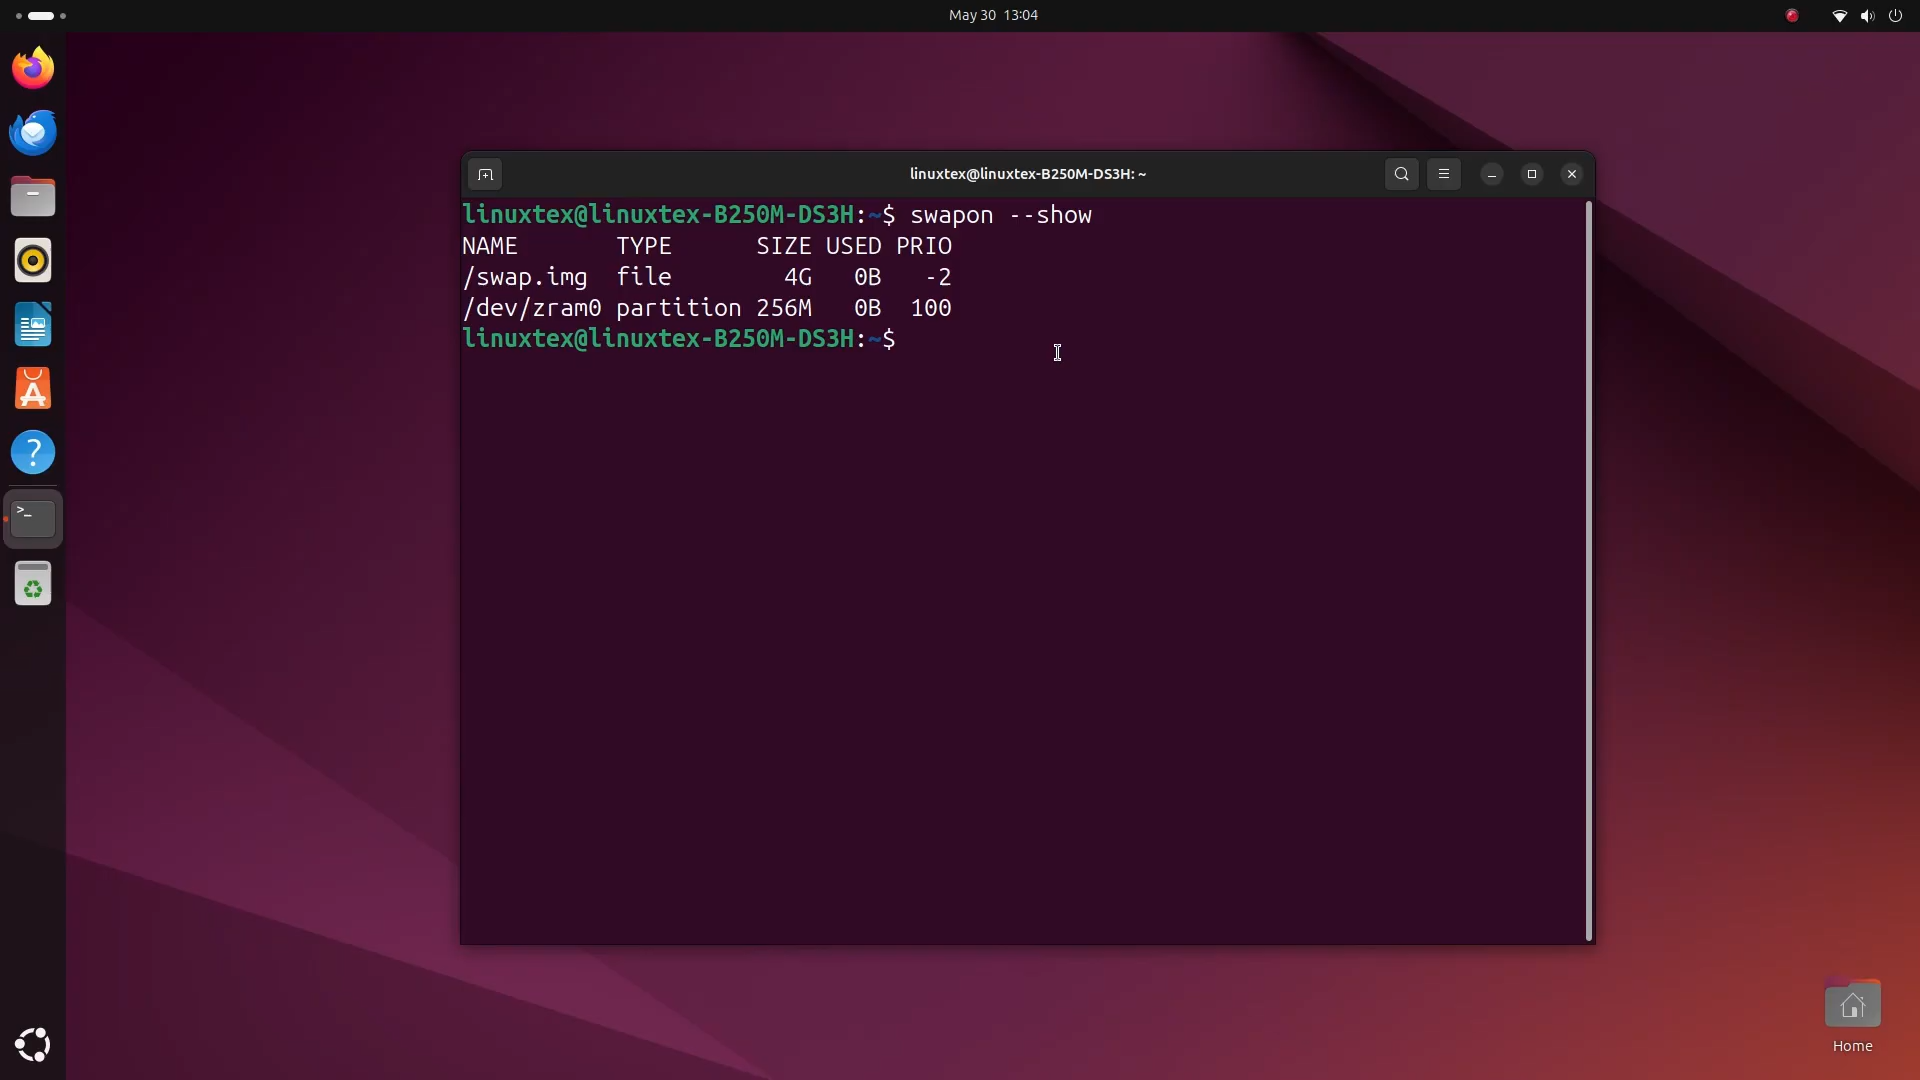 May 30 13:04
linuxtex@linuxtex-B250M-DS3H: ~
linuxtex@linuxtex-B250M-DS3H:~$ swapon --show
NAME       TYPE      SIZE USED PRIO
/swap.img  file        4G   0B   -2
/dev/zram0 partition 256M   0B  100
linuxtex@linuxtex-B250M-DS3H:~$
Home